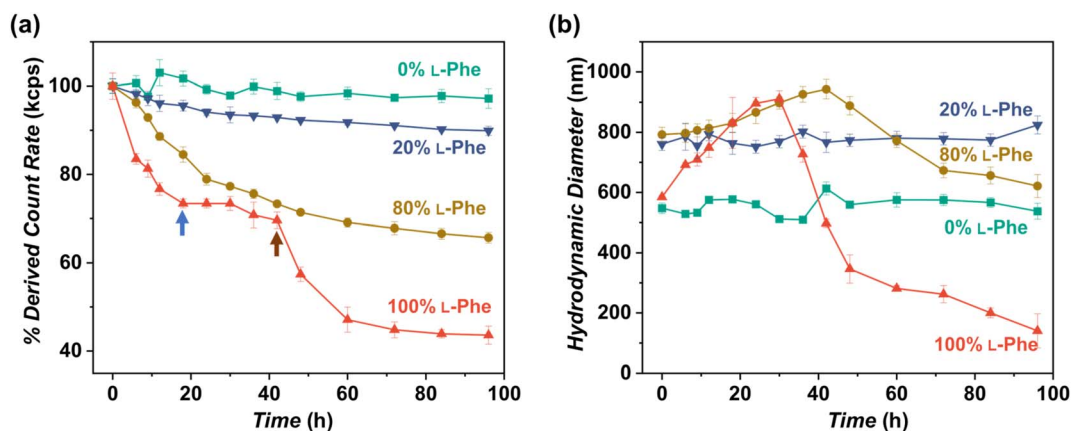 (a)
% Derived Count Rate (kcps)
100
80
60
40
0% L-Phe
20% L-Phe
80% L-Phe
100% L-Phe
0
20
40
60
80
100
Time (h)
(b)
Hydrodynamic Diameter (nm)
1000
800
600
400
200
0
20% L-Phe
80% L-Phe
0% L-Phe
100% L-Phe
0
20
40
60
80
100
Time (h)